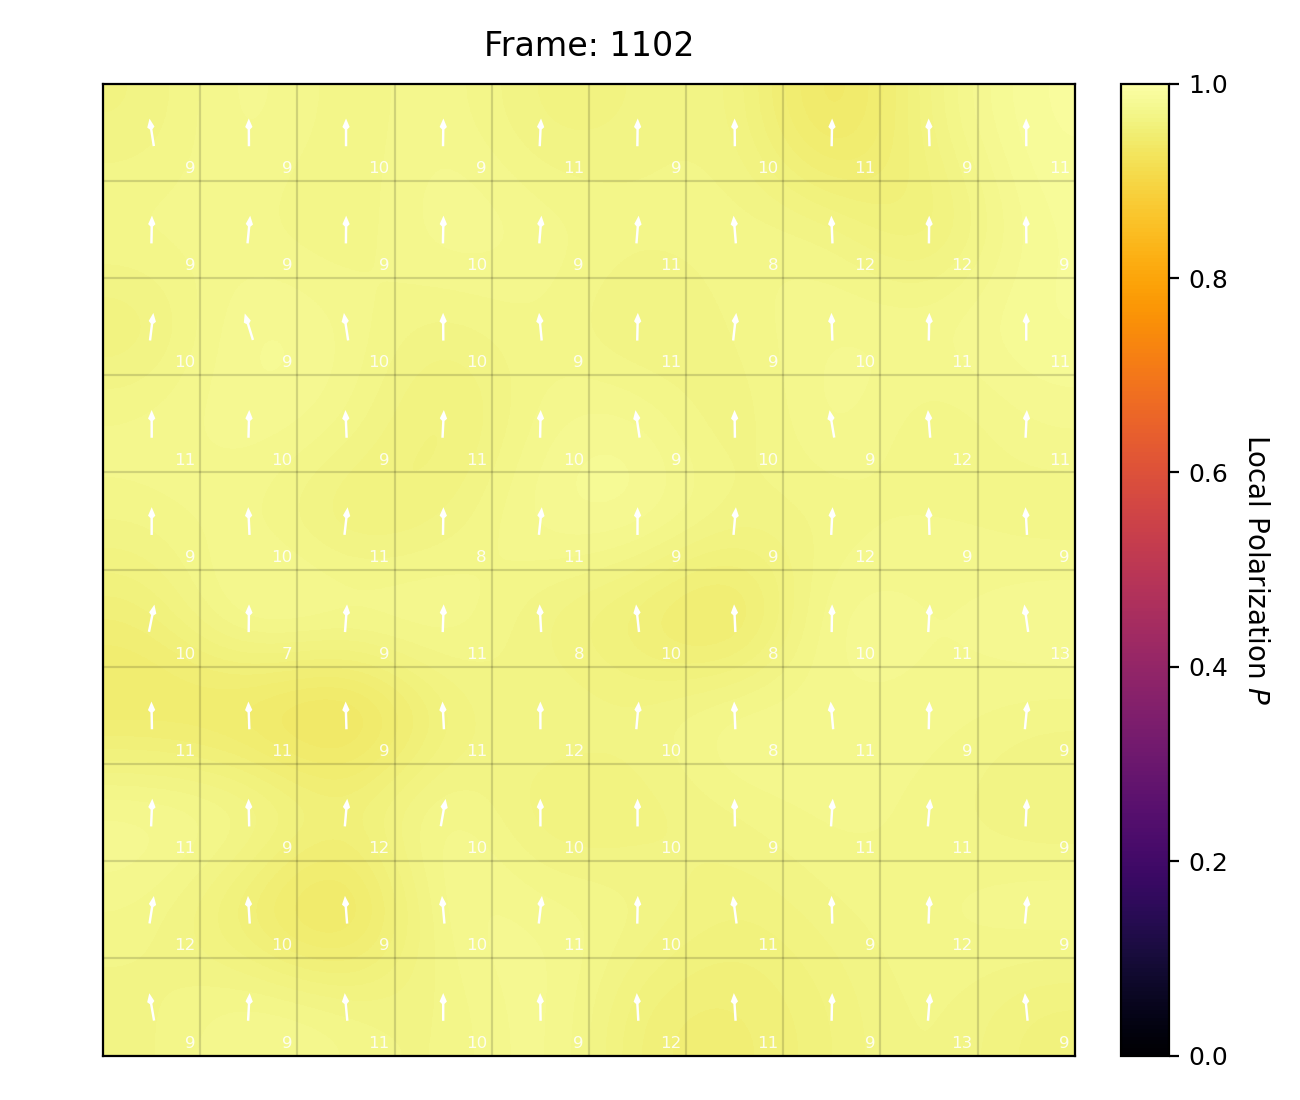 Frame: 1102
9 9 10 9 11 9 10 11 9 11
9 9 9 10 9 11 8 12 12 9
10 9 10 10 9 11 9 10 11 11
11 10 9 11 10 9 10 9 12 11
9 10 11 8 11 9 9 12 9 9
10 7 9 11 8 10 8 10 11 13
11 11 9 11 12 10 8 11 9 9
11 9 12 10 10 10 9 11 11 9
12 10 9 10 11 10 11 9 12 9
9 9 11 10 9 12 11 9 13 9
1.0
0.8
0.6
0.4
0.2
0.0
Local Polarization P